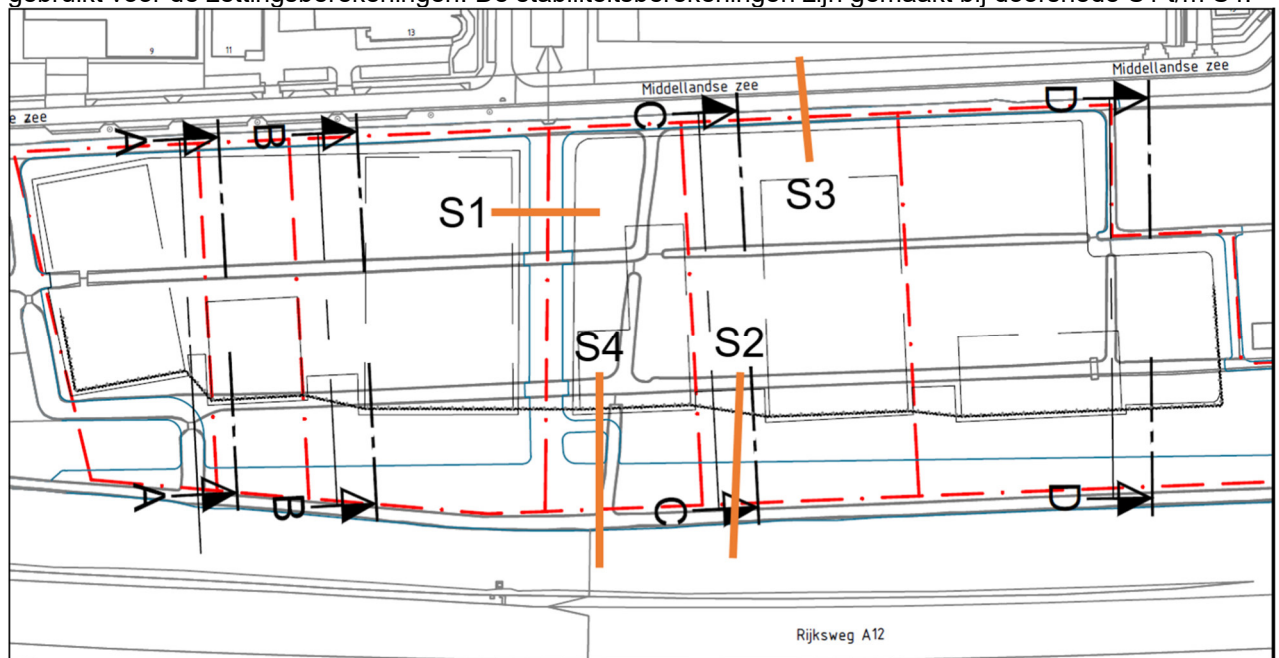 gebruikt voor de zettingsberekeningen. De stabiliteitsberekeningen zijn gemaakt bij doorsnede S1 t/m S4.
13
9
11
Middellandse zee
Middellandse zee
e zee
A
B
C
D
S3
S1
S4
S2
A
B
C
D
Rijksweg A12